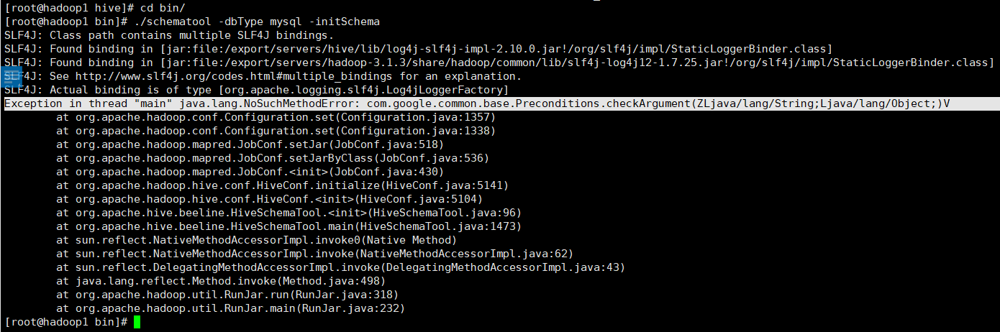 [root@hadoop1 hive]# cd bin/
[root@hadoop1 bin]# ./schematool -dbType mysql -initSchema
SLF4J: Class path contains multiple SLF4J bindings.
SLF4J: Found binding in [jar:file:/export/servers/hive/lib/log4j-slf4j-impl-2.10.0.jar!/org/slf4j/impl/StaticLoggerBinder.class]
SLF4J: Found binding in [jar:file:/export/servers/hadoop-3.1.3/share/hadoop/common/lib/slf4j-log4j12-1.7.25.jar!/org/slf4j/impl/StaticLoggerBinder.class]
SLF4J: See http://www.slf4j.org/codes.html#multiple_bindings for an explanation.
SLF4J: Actual binding is of type [org.apache.logging.slf4j.Log4jLoggerFactory]
Exception in thread "main" java.lang.NoSuchMethodError: com.google.common.base.Preconditions.checkArgument(ZLjava/lang/String;Ljava/lang/Object;)V
        at org.apache.hadoop.conf.Configuration.set(Configuration.java:1357)
        at org.apache.hadoop.conf.Configuration.set(Configuration.java:1338)
        at org.apache.hadoop.mapred.JobConf.setJar(JobConf.java:518)
        at org.apache.hadoop.mapred.JobConf.setJarByClass(JobConf.java:536)
        at org.apache.hadoop.mapred.JobConf.<init>(JobConf.java:430)
        at org.apache.hadoop.hive.conf.HiveConf.initialize(HiveConf.java:5141)
        at org.apache.hadoop.hive.conf.HiveConf.<init>(HiveConf.java:5104)
        at org.apache.hive.beeline.HiveSchemaTool.<init>(HiveSchemaTool.java:96)
        at org.apache.hive.beeline.HiveSchemaTool.main(HiveSchemaTool.java:1473)
        at sun.reflect.NativeMethodAccessorImpl.invoke0(Native Method)
        at sun.reflect.NativeMethodAccessorImpl.invoke(NativeMethodAccessorImpl.java:62)
        at sun.reflect.DelegatingMethodAccessorImpl.invoke(DelegatingMethodAccessorImpl.java:43)
        at java.lang.reflect.Method.invoke(Method.java:498)
        at org.apache.hadoop.util.RunJar.run(RunJar.java:318)
        at org.apache.hadoop.util.RunJar.main(RunJar.java:232)
[root@hadoop1 bin]#